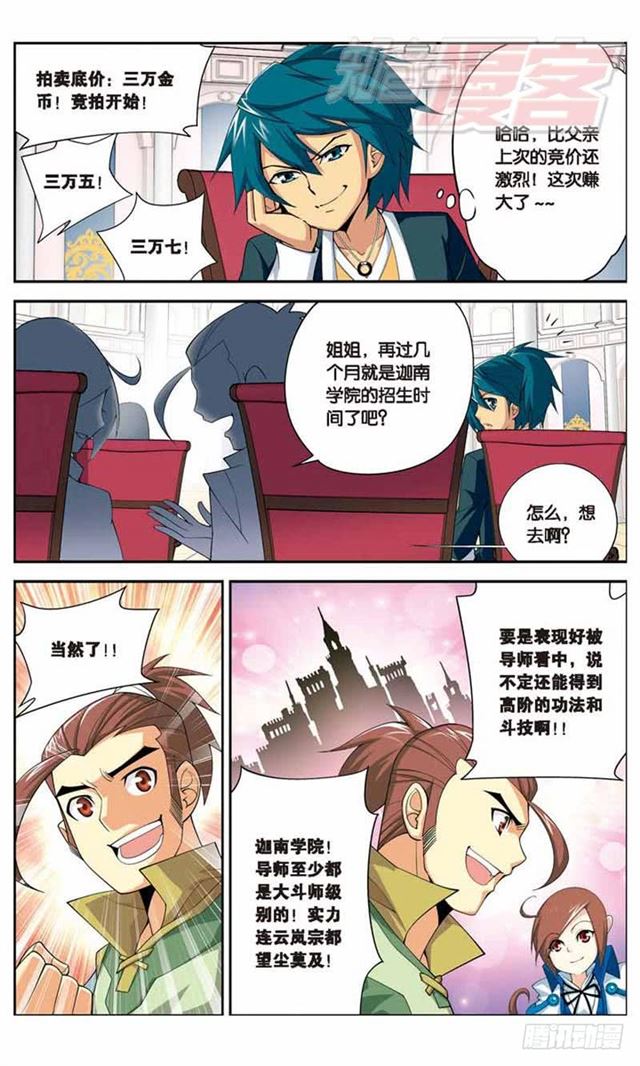 知音漫客
拍卖底价：三万金
币！竞拍开始！
三万五！
三万七！
哈哈，比父亲
上次的竞价还
激烈！这次赚
大了~~
姐姐，再过几
个月就是迦南
学院的招生时
间了吧？
怎么，想
去啊？
当然了！！
要是表现好被
导师看中，说
不定还能得到
高阶的功法和
斗技啊！！
迦南学院！
导师至少都
是大斗师级
别的！实力
连云岚宗都
望尘莫及！
腾讯动漫